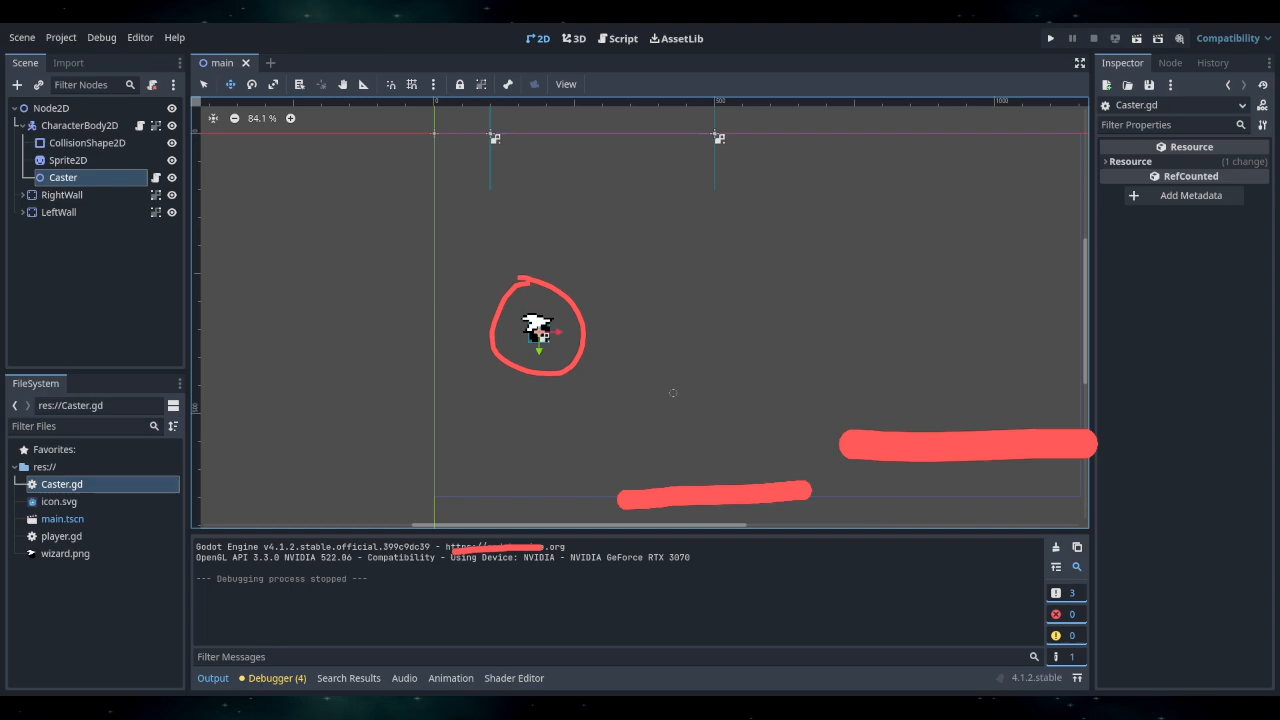 Scene Project Debug Editor Help
2D 3D Script AssetLib
Compatibility
Scene Import
Filter Nodes
Node2D
CharacterBody2D
CollisionShape2D
Sprite2D
Caster
RightWall
LeftWall
FileSystem
res://Caster.gd
Filter Files
Favorites:
res://
Caster.gd
icon.svg
main.tscn
player.gd
wizard.png
main
View
0 500 1000
84.1 %
0
500
Godot Engine v4.1.2.stable.official.399c9dc39 - .org
OpenGL API 3.3.0 NVIDIA 522.06 - Compatibility - Using Device: NVIDIA - NVIDIA GeForce RTX 3070
--- Debugging process stopped ---
3
0
0
1
Filter Messages
Output Debugger (4) Search Results Audio Animation Shader Editor
4.1.2.stable
Inspector Node History
Caster.gd
Filter Properties
Resource
Resource (1 change)
RefCounted
Add Metadata